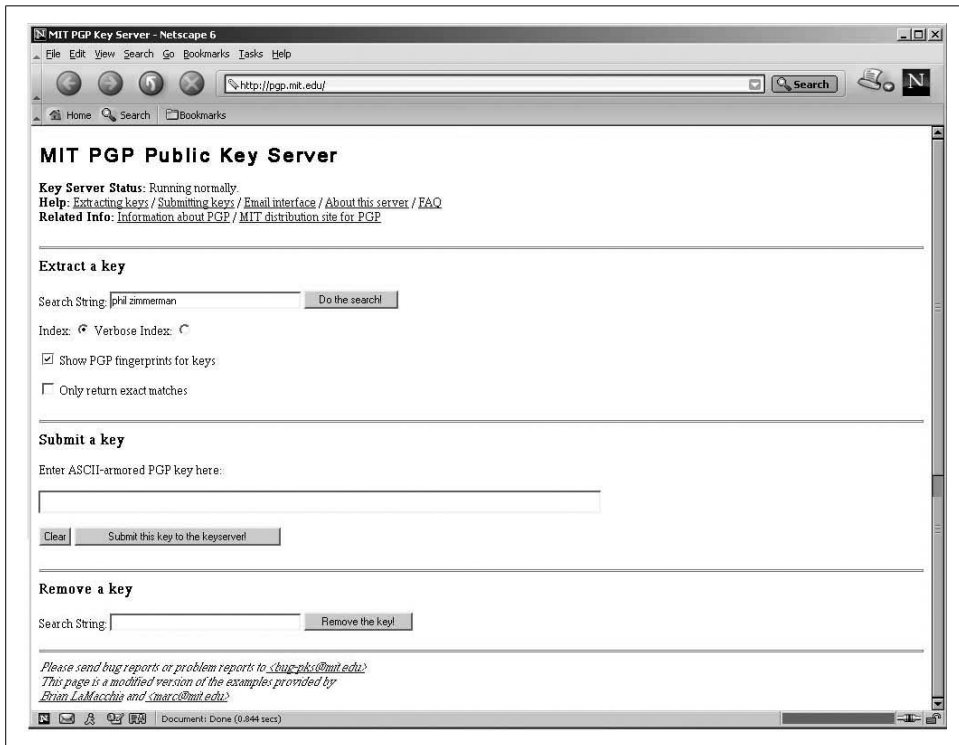 MIT PGP Key Server - Netscape 6
File Edit View Search Go Bookmarks Tasks Help
http://pgp.mit.edu/
Search
N
Home Search Bookmarks
MIT PGP Public Key Server
Key Server Status: Running normally.
Help: Extracting keys / Submitting keys / Email interface / About this server / FAQ
Related Info: Information about PGP / MIT distribution site for PGP
Extract a key
Search String: phil zimmerman Do the search!
Index: Verbose Index:
Show PGP fingerprints for keys
Only return exact matches
Submit a key
Enter ASCII-armored PGP key here:
Clear Submit this key to the keyserver!
Remove a key
Search String: Remove the key!
Please send bug reports or problem reports to <bug-pks@mit.edu>
This page is a modified version of the examples provided by
Brian LaMacchia and <marc@mit.edu>
Document: Done (0.844 secs)